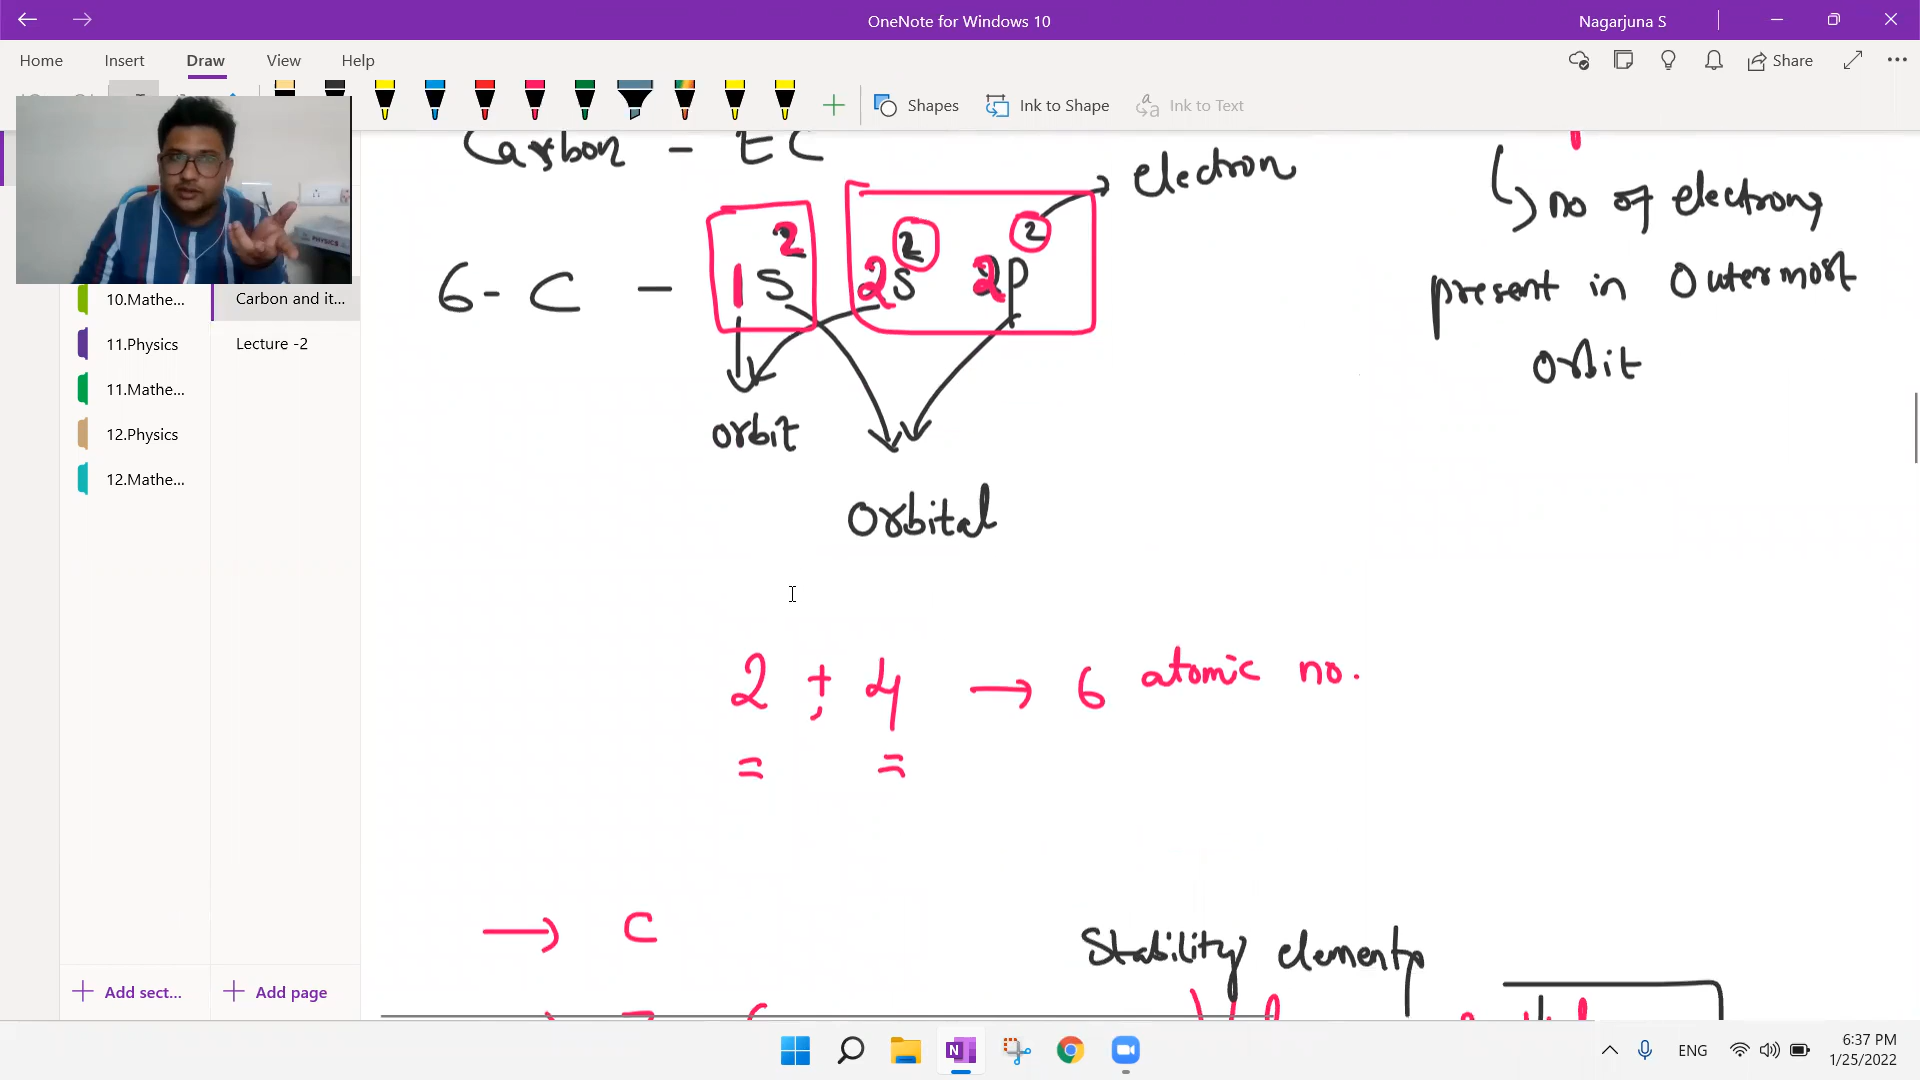 OneNote for Windows 10
Nagarjuna S
Home Insert Draw View Help
Share
Shapes Ink to Shape Ink to Text
10.Mathe...
11.Physics
11.Mathe...
12.Physics
12.Mathe...
Carbon and it...
Lecture -2
Add sect...
Add page
Carbon - EC
electron
6- C - 1s² 2s² 2p²
orbit
Orbital
no of electrons
present in Outermost
orbit
2 + 4 → 6 atomic no.
= =
→ C
Stability elements
PHYSICS
ENG
6:37 PM
1/25/2022